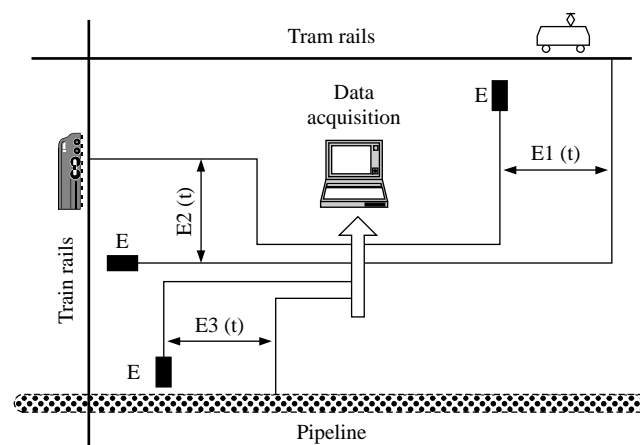 Tram rails
Data
acquisition
E
E1 (t)
E2 (t)
E
Train rails
E3 (t)
E
Pipeline